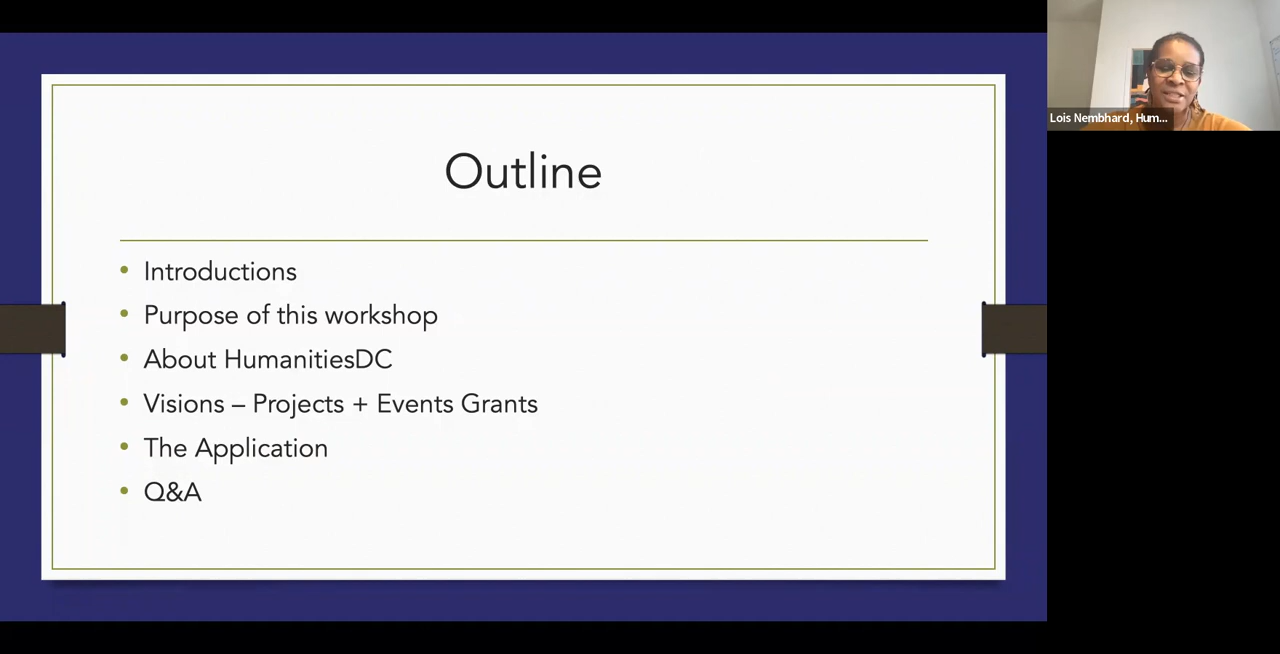 Outline
Introductions
Purpose of this workshop
About HumanitiesDC
Visions – Projects + Events Grants
The Application
Q&A
Lois Nembhard, Hum...